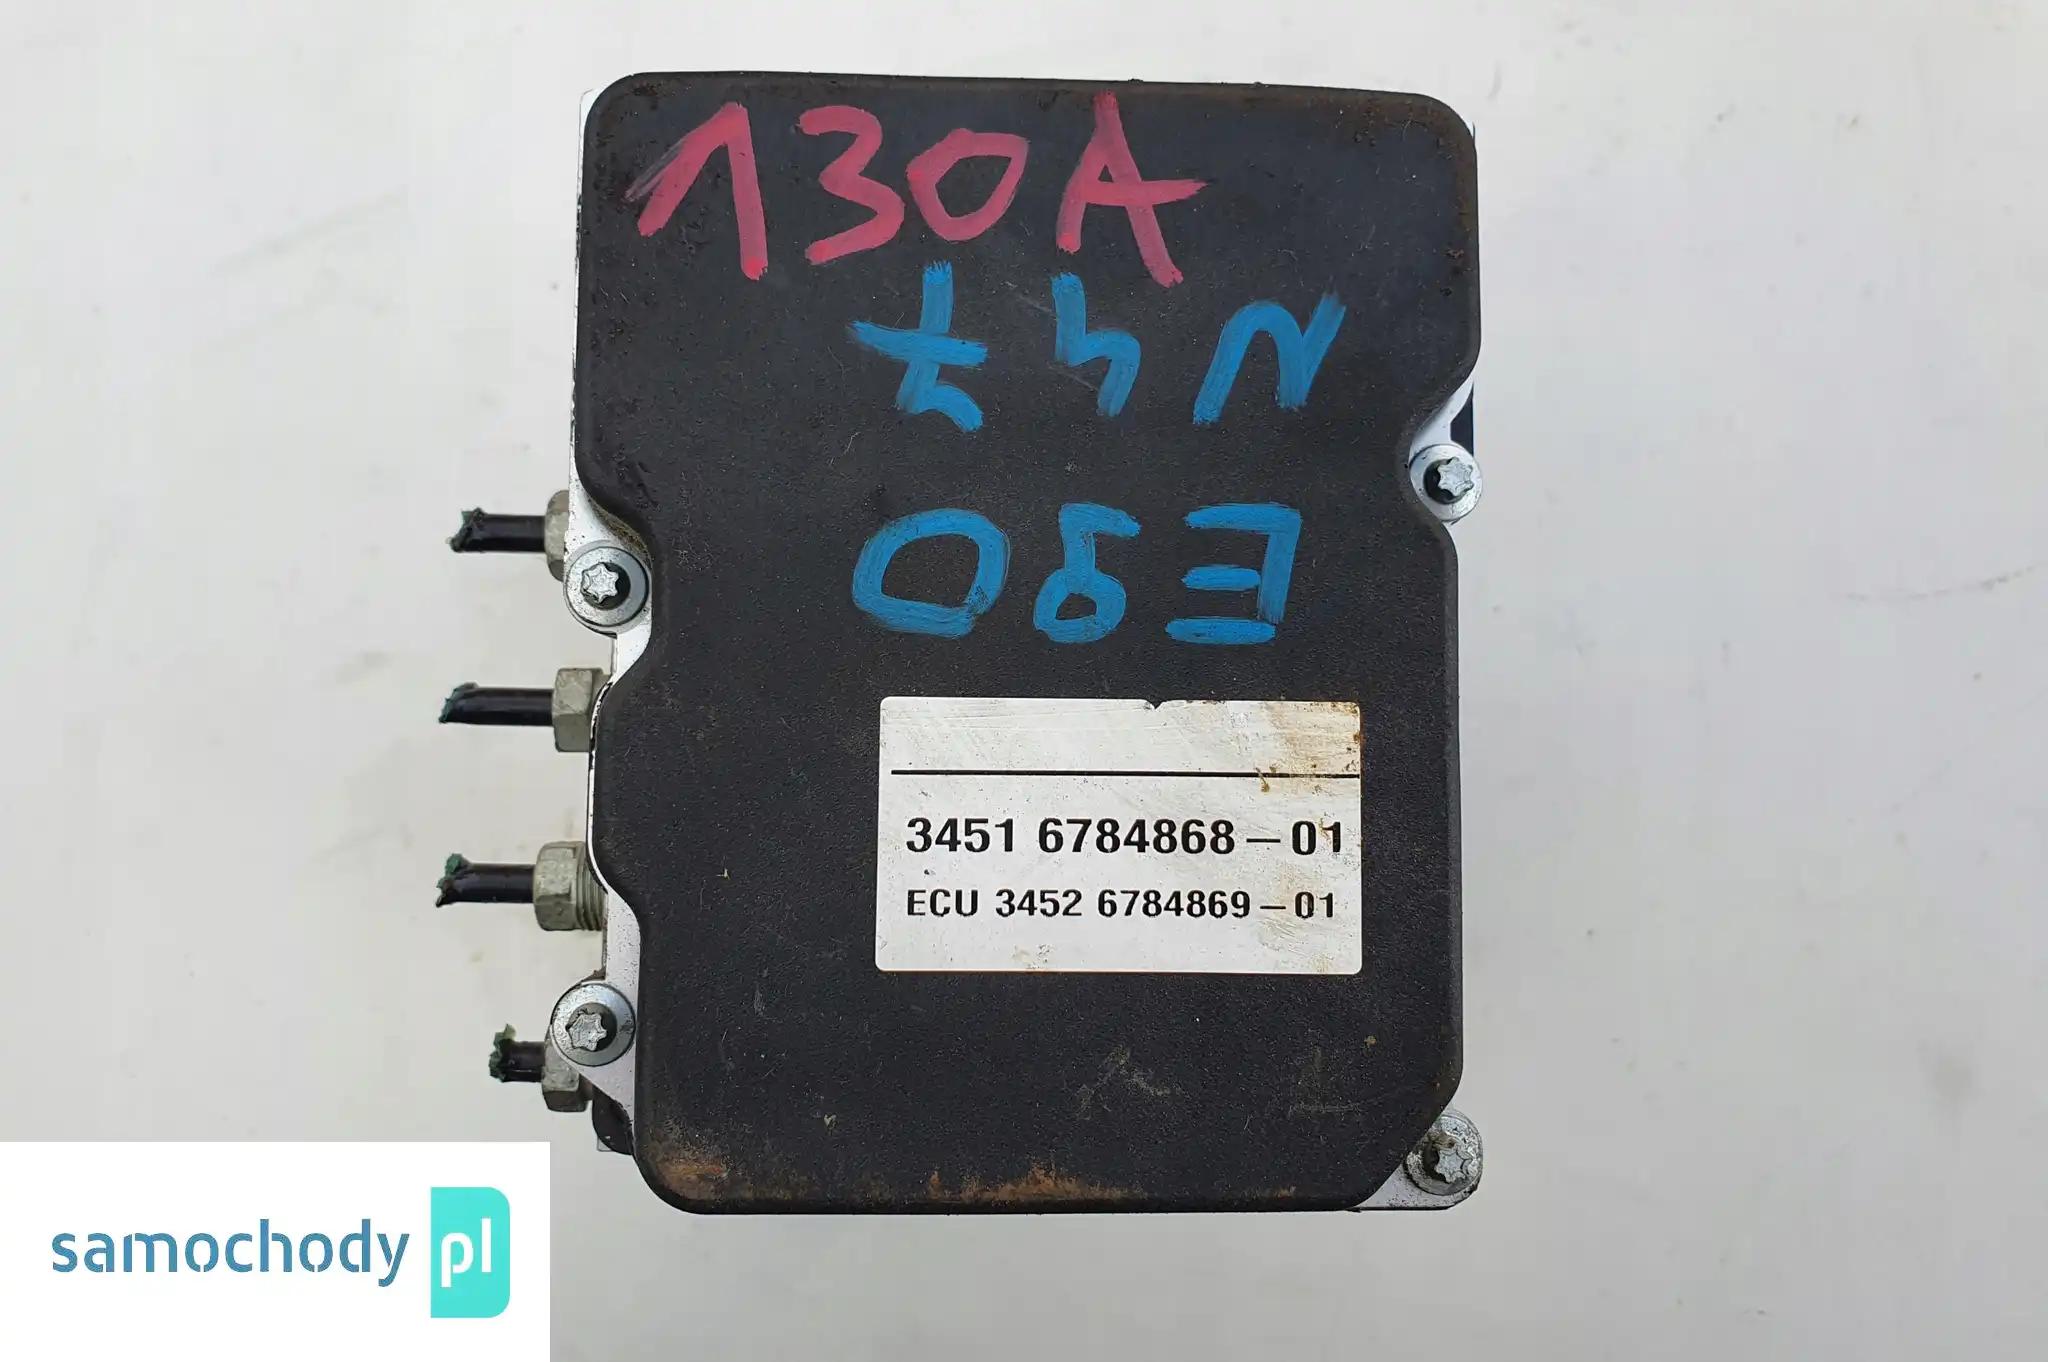 130A
N47
E90
3451 6784868-01
ECU 3452 6784869-01
samochody pl